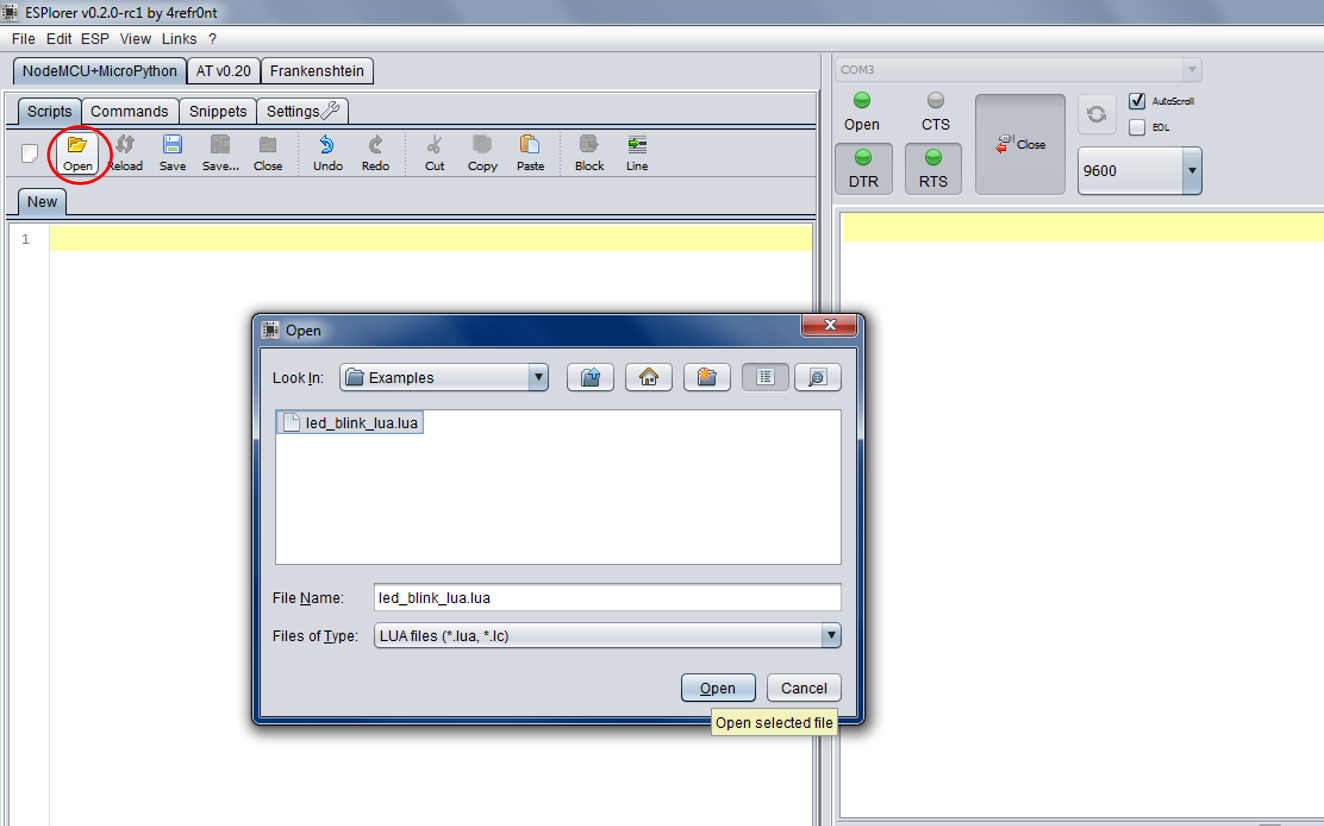 ESPlorer v0.2.0-rc1 by 4refr0nt
File Edit ESP View Links ?
NodeMCU+MicroPython AT v0.20 Frankenshtein
Scripts Commands Snippets Settings
Open Reload Save Save... Close Undo Redo Cut Copy Paste Block Line
New
1
COM3
Open CTS Close AutoScroll
EOL
DTR RTS 9600
Open
Look In: Examples
led_blink_lua.lua
File Name: led_blink_lua.lua
Files of Type: LUA files (*.lua, *.lc)
Open Cancel
Open selected file